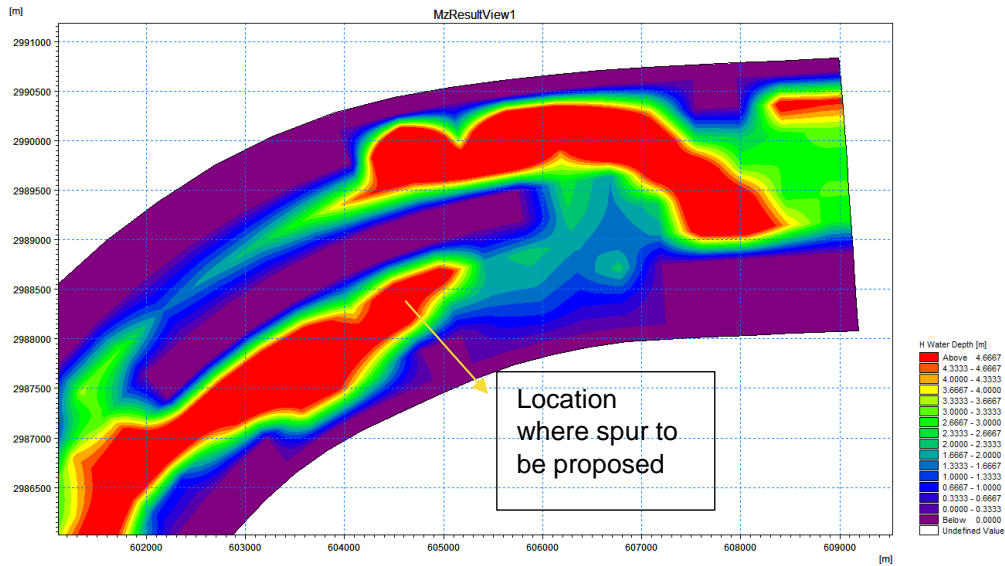 MzResultView1
[m]
2991000
2990500
2990000
2989500
2989000
2988500
2988000
2987500
2987000
2986500
602000 603000 604000 605000 606000 607000 608000 609000
[m]
Location
where spur to
be proposed
H Water Depth [m]
Above 4.6667
4.3333 - 4.6667
4.0000 - 4.3333
3.6667 - 4.0000
3.3333 - 3.6667
3.0000 - 3.3333
2.6667 - 3.0000
2.3333 - 2.6667
2.0000 - 2.3333
1.6667 - 2.0000
1.3333 - 1.6667
1.0000 - 1.3333
0.6667 - 1.0000
0.3333 - 0.6667
0.0000 - 0.3333
Below 0.0000
Undefined Value